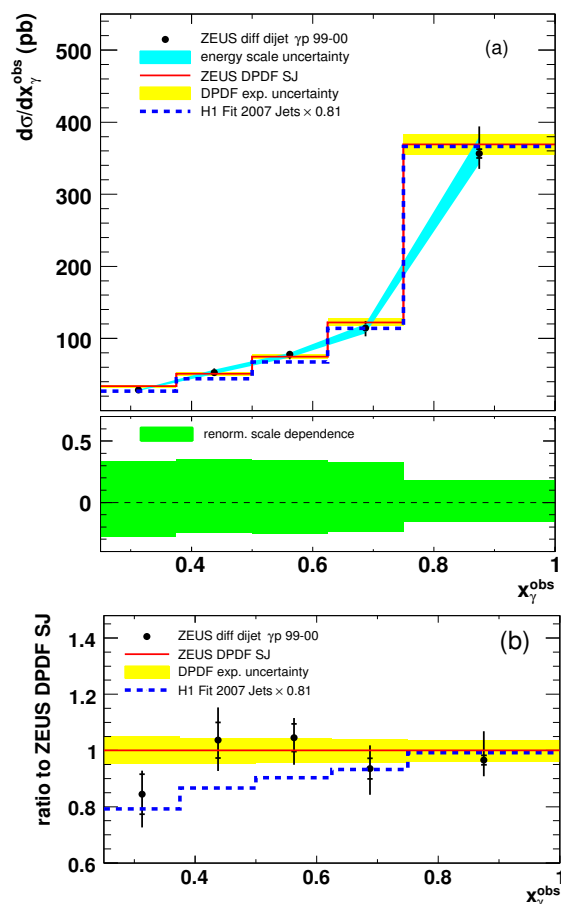 dσ/dx_γ^obs (pb)
(a)
ZEUS diff dijet γp 99-00
energy scale uncertainty
ZEUS DPDF SJ
DPDF exp. uncertainty
H1 Fit 2007 Jets × 0.81
500
400
300
200
100
renorm. scale dependence
0.5
0
0.4 0.6 0.8 1
x_γ^obs
ratio to ZEUS DPDF SJ
(b)
ZEUS diff dijet γp 99-00
ZEUS DPDF SJ
DPDF exp. uncertainty
H1 Fit 2007 Jets × 0.81
1.4
1.2
1
0.8
0.6
0.4 0.6 0.8 1
x_γ^obs